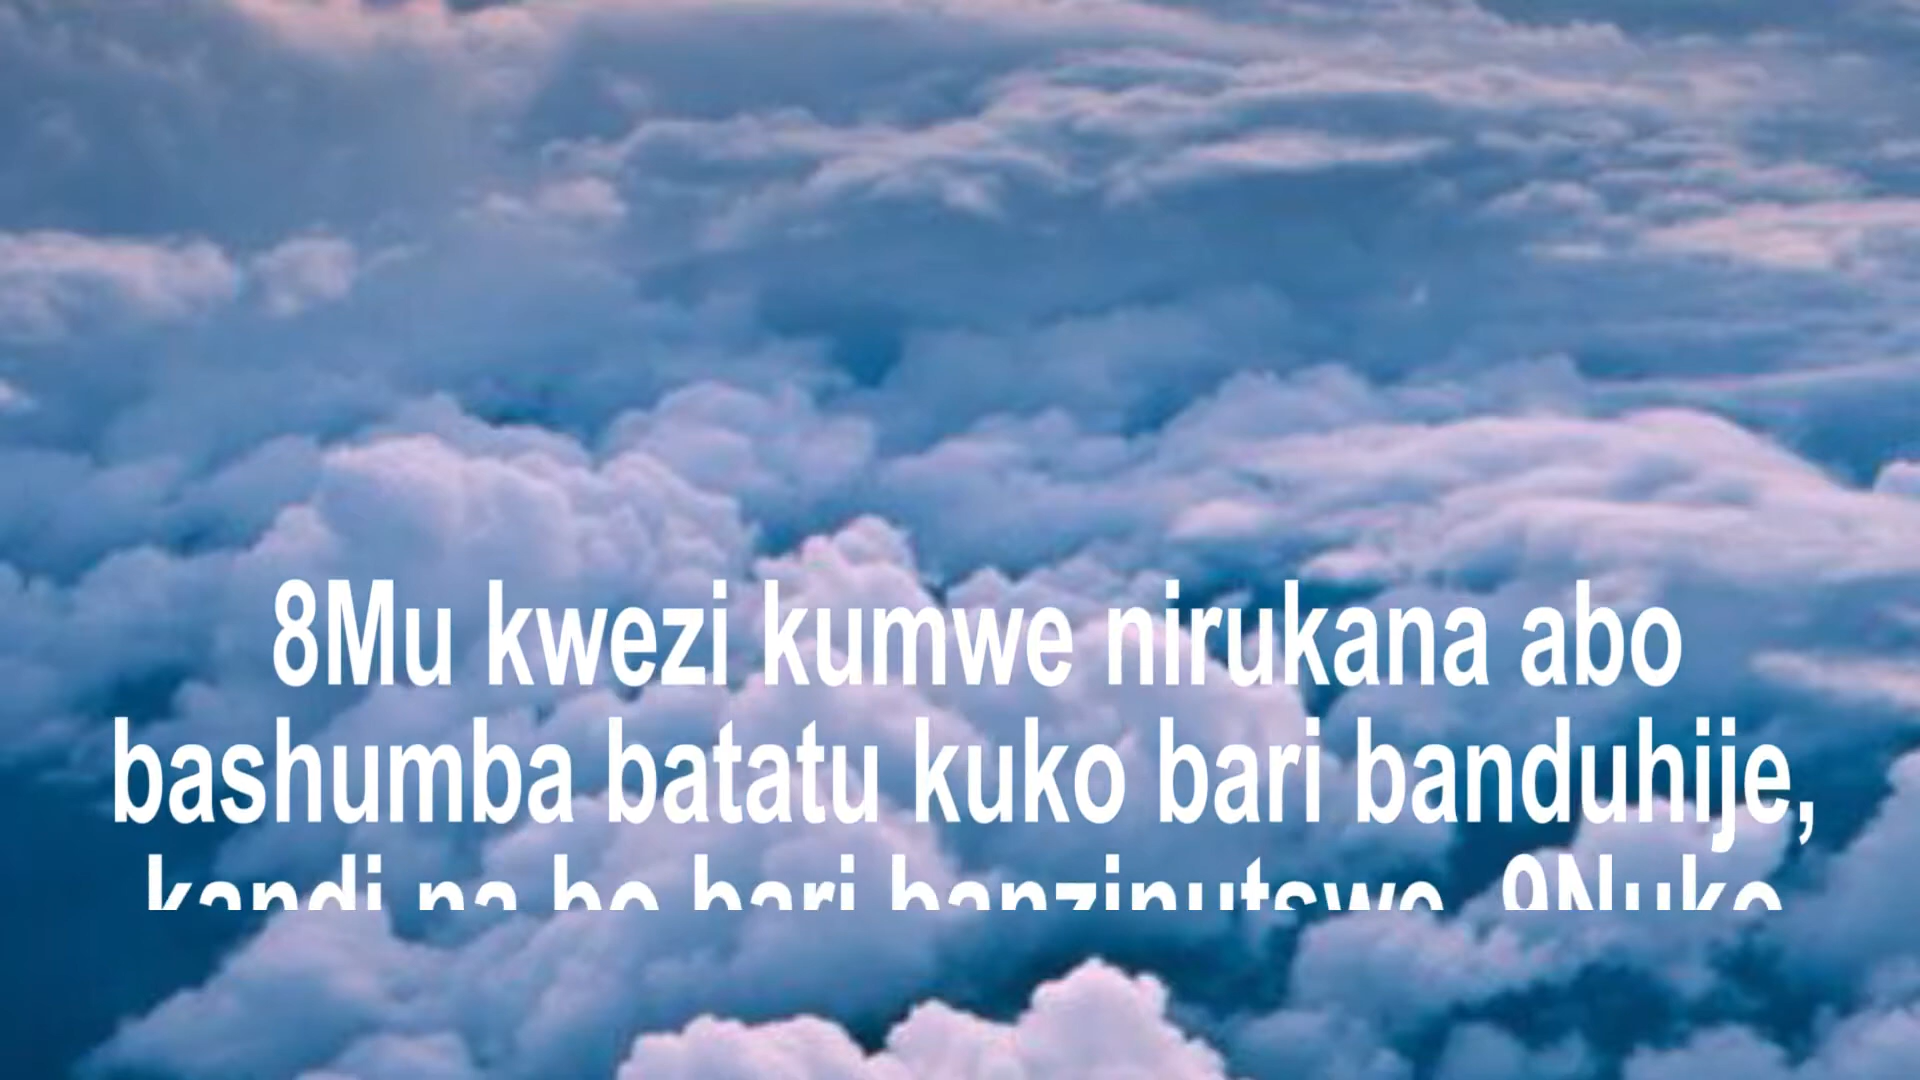 8Mu kwezi kumwe nirukana abo
bashumba batatu kuko bari banduhije,
kandi na bo bari banzinutswe. 9Nuko